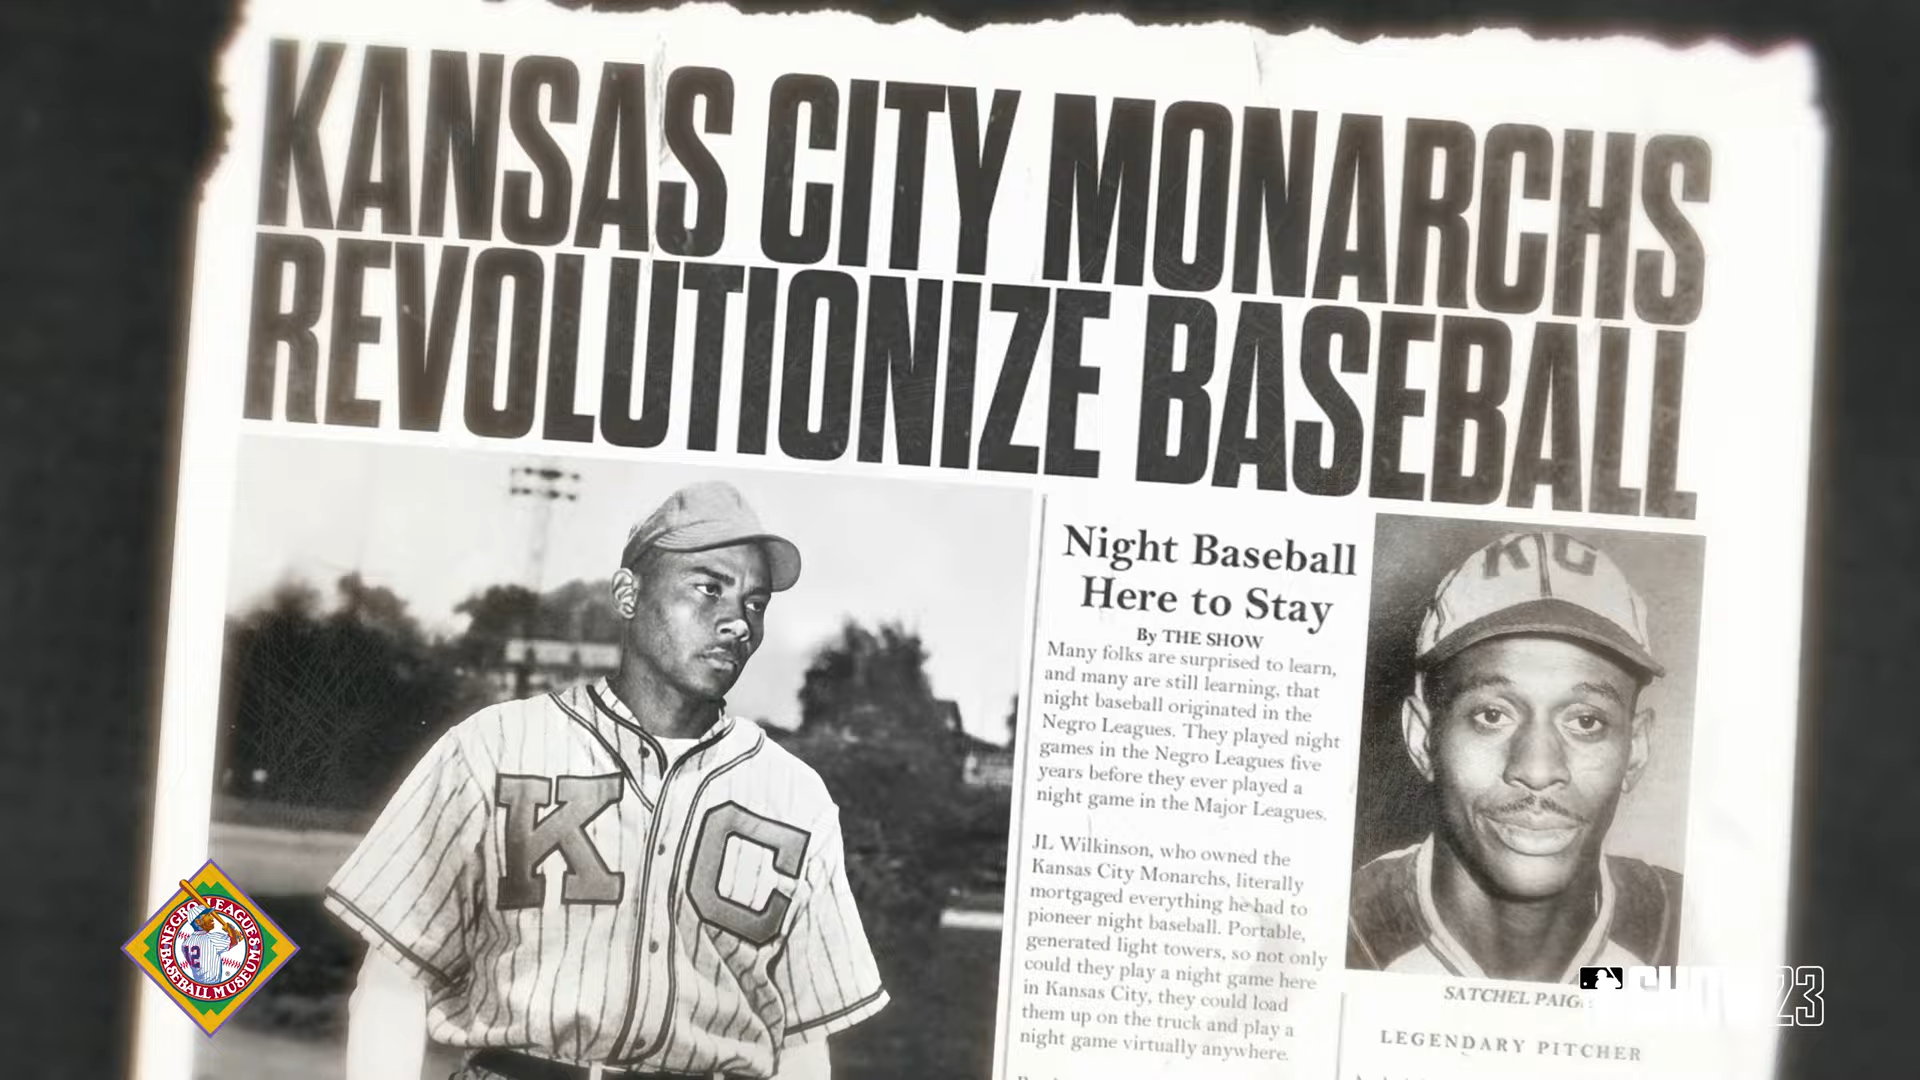 KANSAS CITY MONARCHS
REVOLUTIONIZE BASEBALL
Night Baseball
Here to Stay
By THE SHOW
Many folks are surprised to learn,
and many are still learning, that
night baseball originated in the
Negro Leagues. They played night
games in the Negro Leagues five
years before they ever played a
night game in the Major Leagues.
JL Wilkinson, who owned the
Kansas City Monarchs, literally
mortgaged everything he had to
pioneer night baseball. Portable,
generated light towers, so not only
could they play a night game here
in Kansas City, they could load
them up on the truck and play a
night game virtually anywhere.
KC
KC
SATCHEL
LEGENDARY PITCHER
NEGRO LEAGUES
BASEBALL MUSEUM
12
SHOW 23